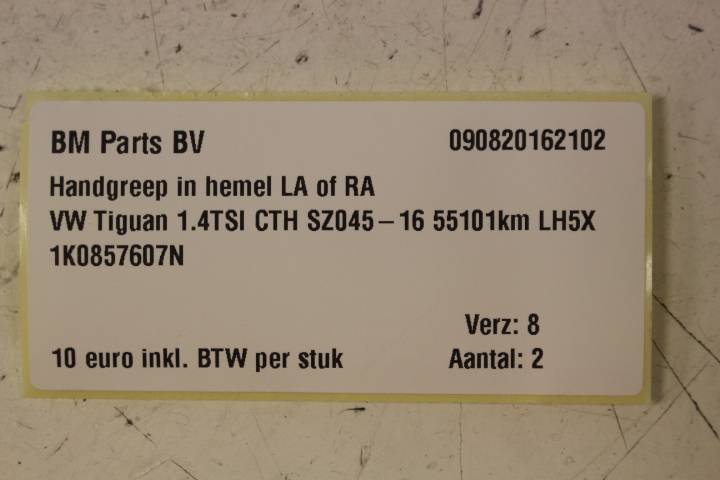 BM Parts BV 090820162102
Handgreep in hemel LA of RA
VW Tiguan 1.4TSI CTH SZ045-16 55101km LH5X
1K0857607N
Verz: 8
10 euro inkl. BTW per stuk Aantal: 2